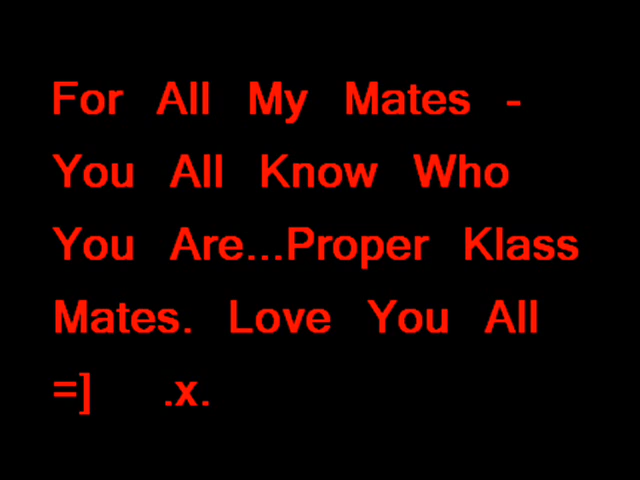 For All My Mates -
You All Know Who
You Are...Proper Klass
Mates. Love You All
=] .x.